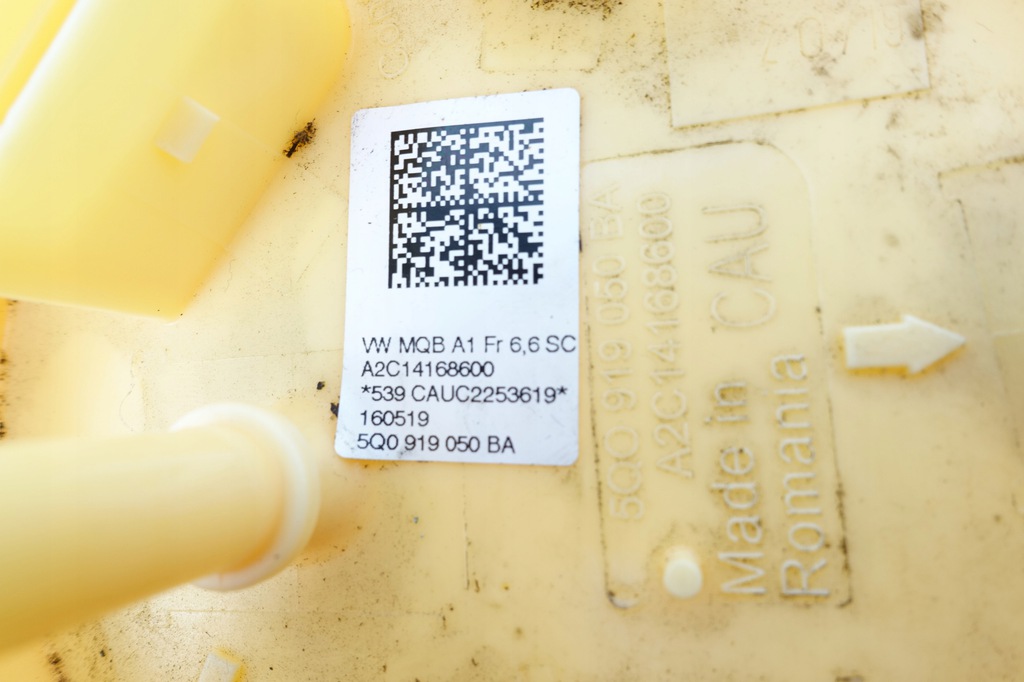 VW MQB A1 Fr 6,6 SC
A2C14168600
*539 CAUC2253619*
160519
5Q0 919 050 BA
5Q0 919 050 BA
A2C14168600
Made in CAU
Romania